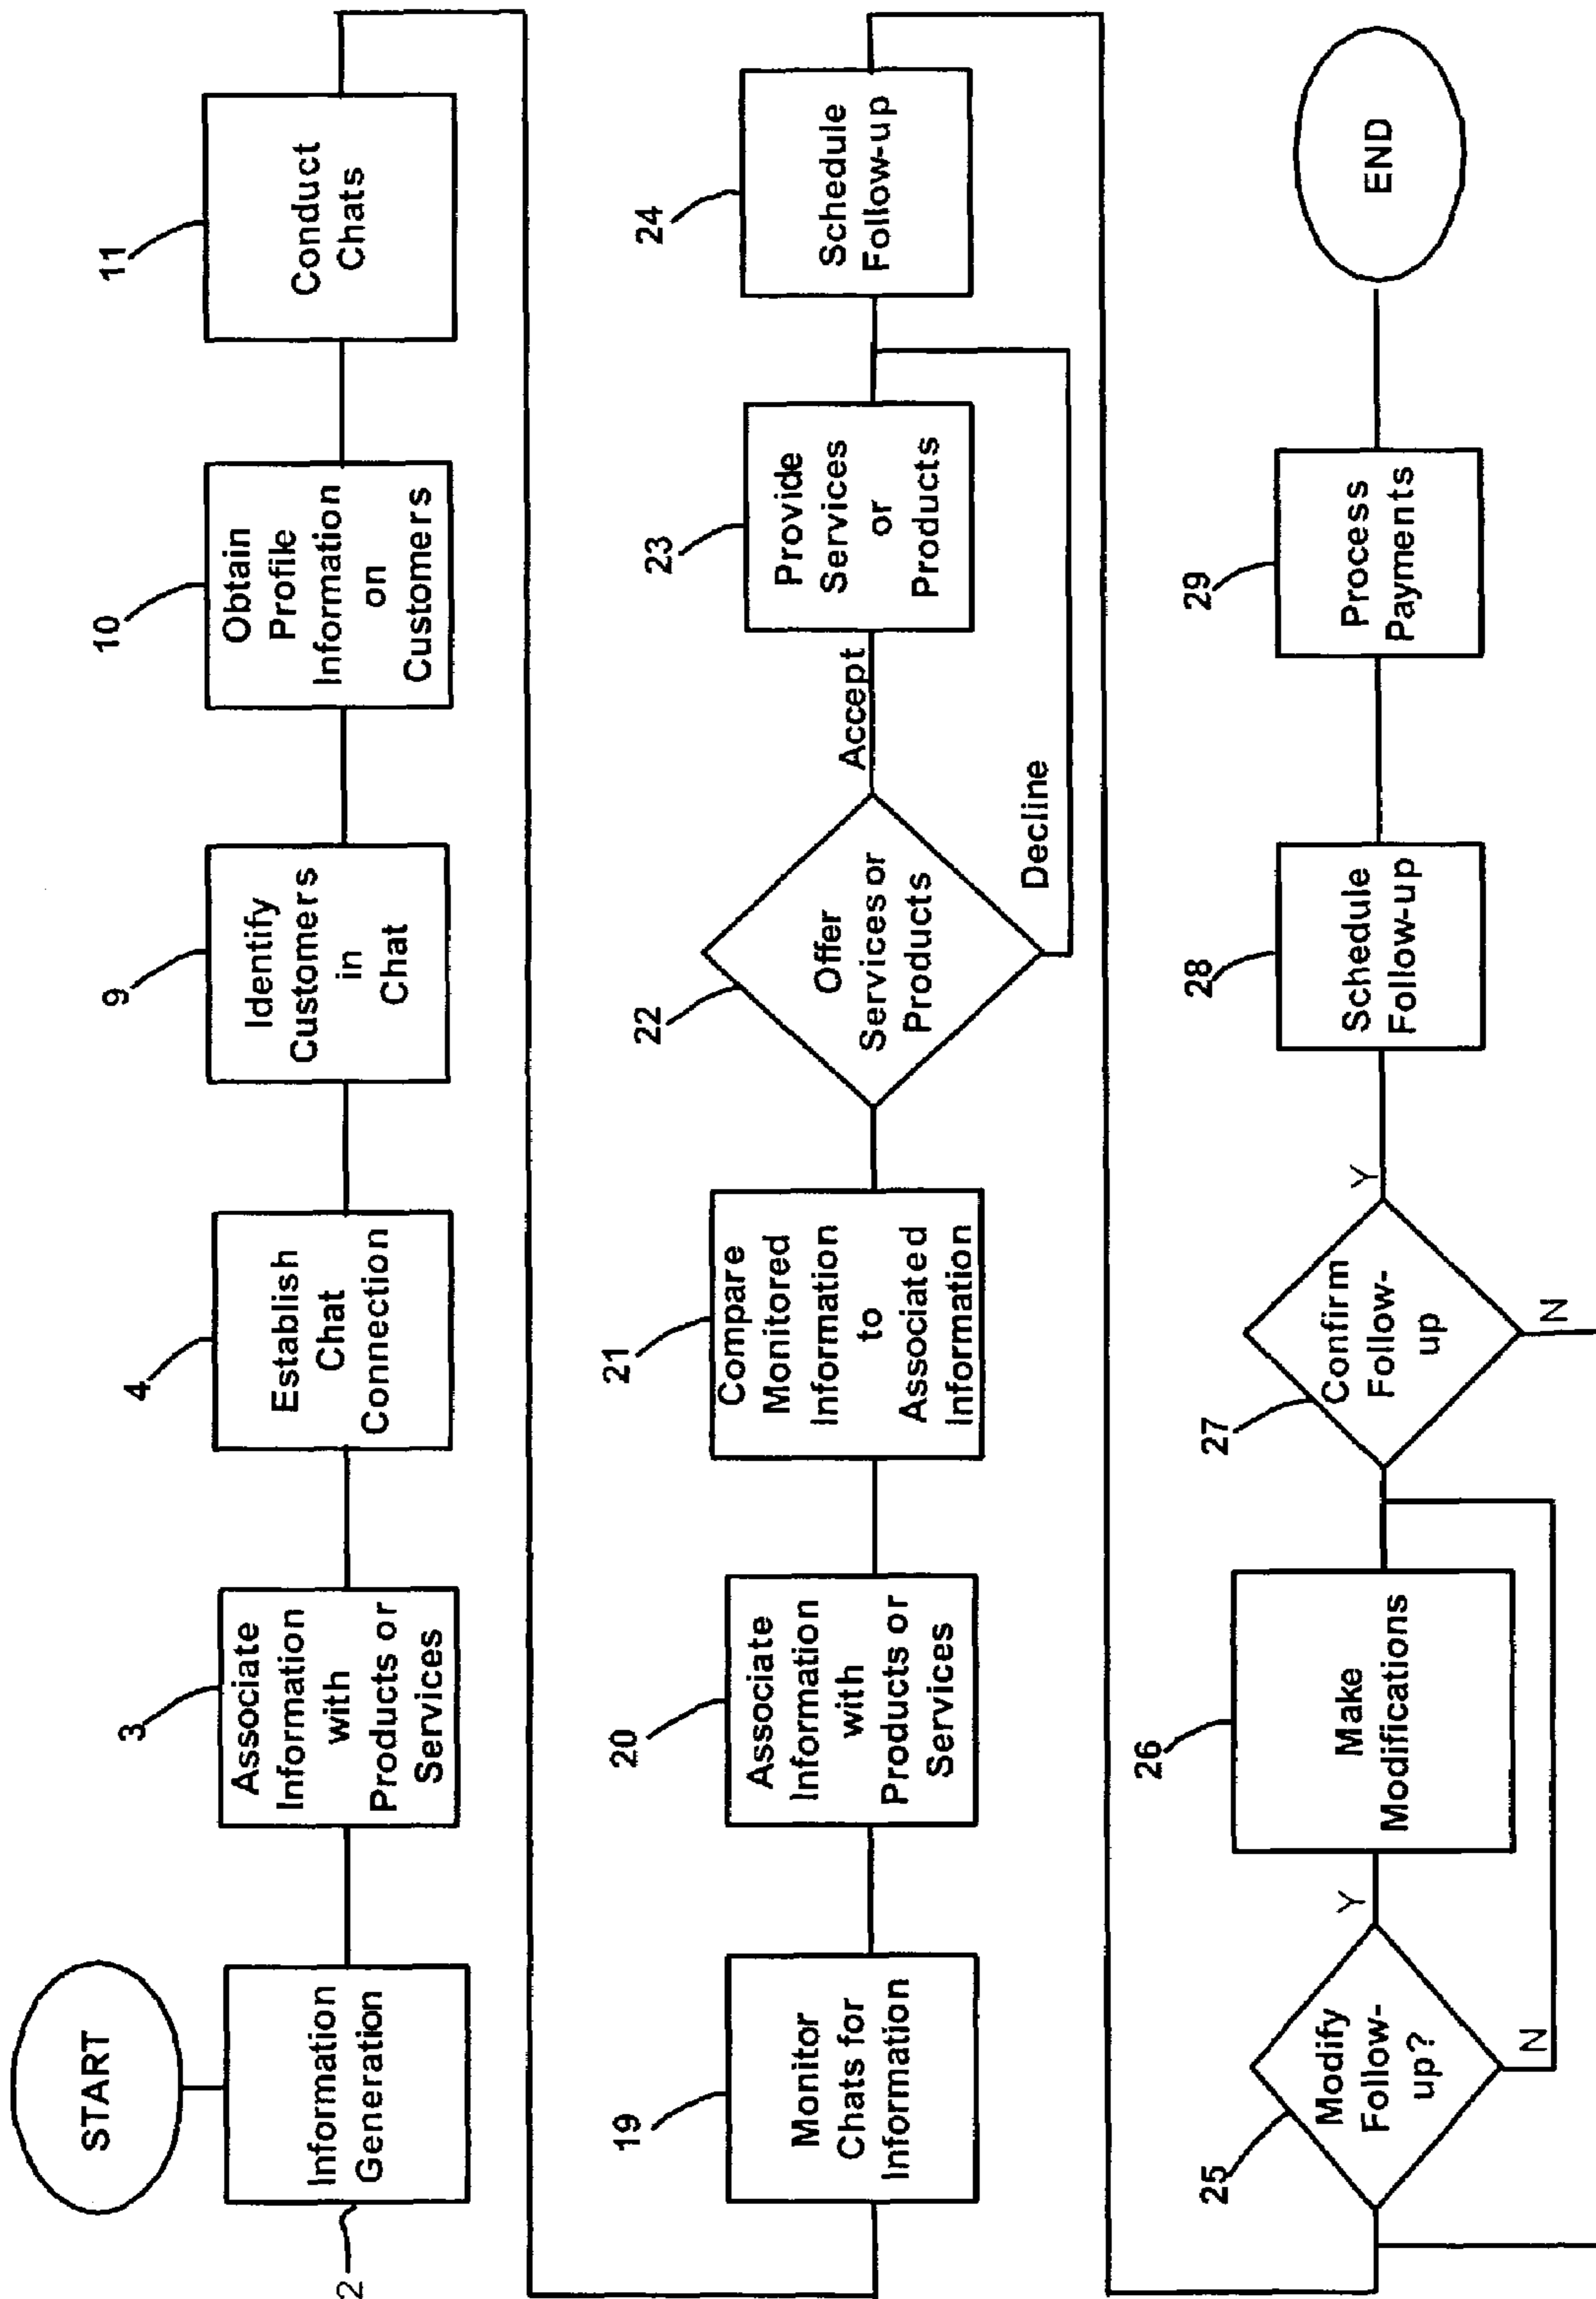 START
2
Information
Generation
3
Associate
Information
with
Products or
Services
4
Establish
Chat
Connection
9
Identify
Customers
in
Chat
10
Obtain
Profile
Information
on
Customers
11
Conduct
Chats
19
Monitor
Chats for
Information
20
Associate
Information
with
Products or
Services
21
Compare
Monitored
Information
to
Associated
Information
22
Offer
Services or
Products
Accept
Decline
23
Provide
Services
or
Products
24
Schedule
Follow-up
25
Modify
Follow-
up?
Y
N
26
Make
Modifications
27
Confirm
Follow-
up
Y
N
28
Schedule
Follow-up
29
Process
Payments
END